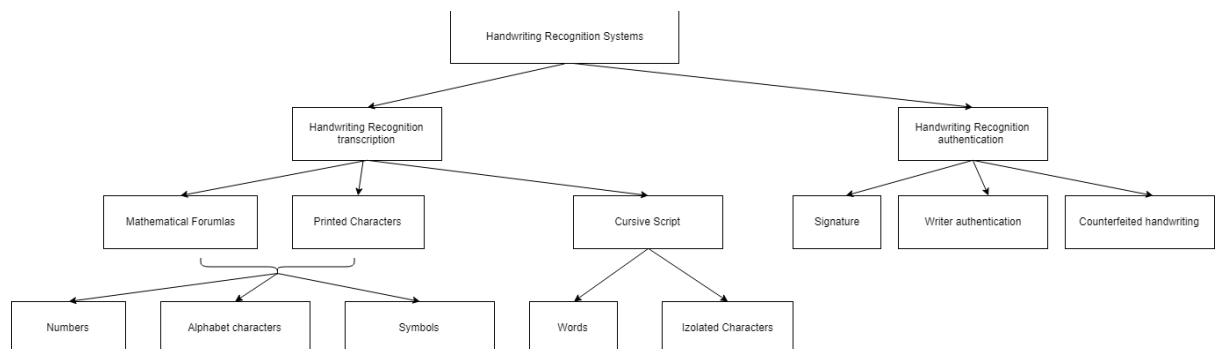 Handwriting Recognition Systems
Handwriting Recognition
transcription
Handwriting Recognition
authentication
Mathematical Forumlas
Printed Characters
Cursive Script
Signature
Writer authentication
Counterfeited handwriting
Numbers
Alphabet characters
Symbols
Words
Izolated Characters